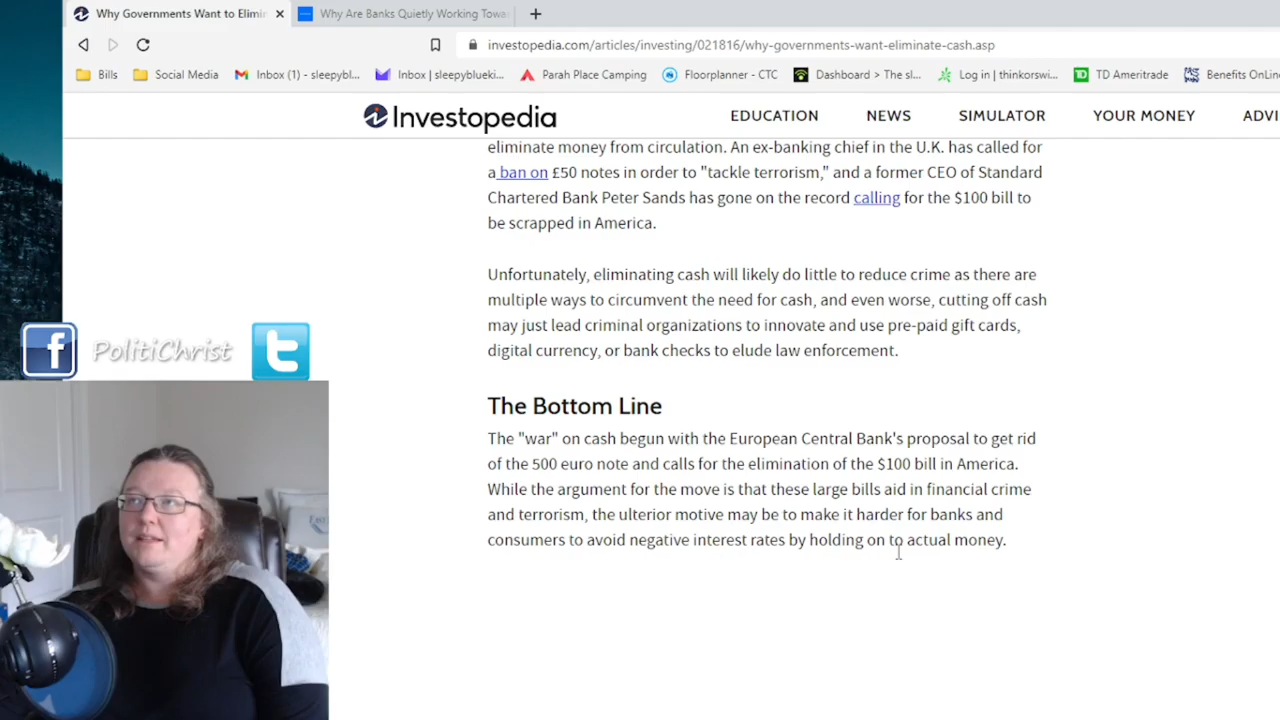 Why Governments Want to Elimi
Why Are Banks Quietly Working Towa
investopedia.com/articles/investing/021816/why-governments-want-eliminate-cash.asp
Bills
Social Media
Inbox (1) - sleepybl...
Inbox | sleepyblueki...
Parah Place Camping
Floorplanner - CTC
Dashboard > The sl...
Log in | thinkorswi...
TD Ameritrade
Benefits OnLin
Investopedia
EDUCATION
NEWS
SIMULATOR
YOUR MONEY
ADVI
eliminate money from circulation. An ex-banking chief in the U.K. has called for
a ban on £50 notes in order to "tackle terrorism," and a former CEO of Standard
Chartered Bank Peter Sands has gone on the record calling for the $100 bill to
be scrapped in America.
Unfortunately, eliminating cash will likely do little to reduce crime as there are
multiple ways to circumvent the need for cash, and even worse, cutting off cash
may just lead criminal organizations to innovate and use pre-paid gift cards,
digital currency, or bank checks to elude law enforcement.
PolitiChrist
The Bottom Line
The "war" on cash begun with the European Central Bank's proposal to get rid
of the 500 euro note and calls for the elimination of the $100 bill in America.
While the argument for the move is that these large bills aid in financial crime
and terrorism, the ulterior motive may be to make it harder for banks and
consumers to avoid negative interest rates by holding on to actual money.